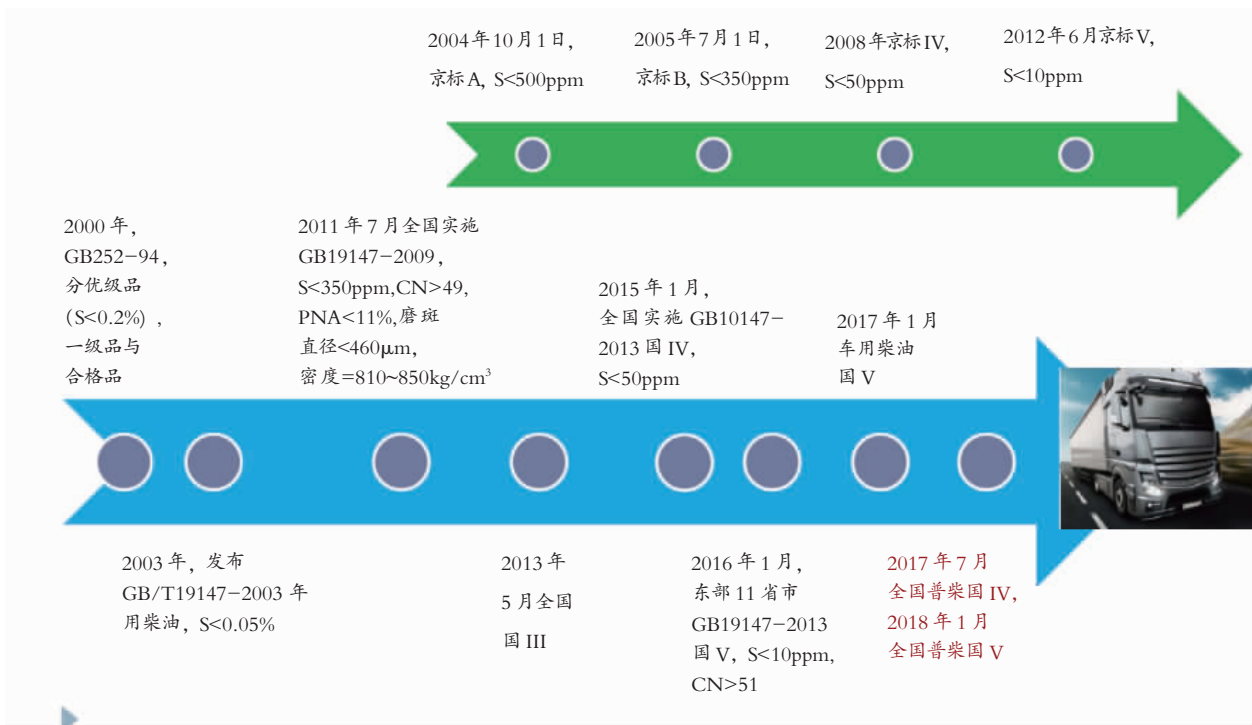 2004年10月1日,
京标A, S<500ppm
2005年7月1日,
京标B, S<350ppm
2008年京标IV,
S<50ppm
2012年6月京标V,
S<10ppm
2000年,
GB252-94,
分优级品
(S<0.2%) ,
一级品与
合格品
2011年7月全国实施
GB19147-2009,
S<350ppm,CN>49,
PNA<11%,磨斑
直径<460μm,
密度=810~850kg/cm³
2015年1月,
全国实施 GB10147-
2013国IV,
S<50ppm
2017年1月
车用柴油
国V
2003年, 发布
GB/T19147-2003年
用柴油, S<0.05%
2013年
5月全国
国III
2016年1月,
东部11省市
GB19147-2013
国V, S<10ppm,
CN>51
2017年7月
全国普柴国IV,
2018年1月
全国普柴国V